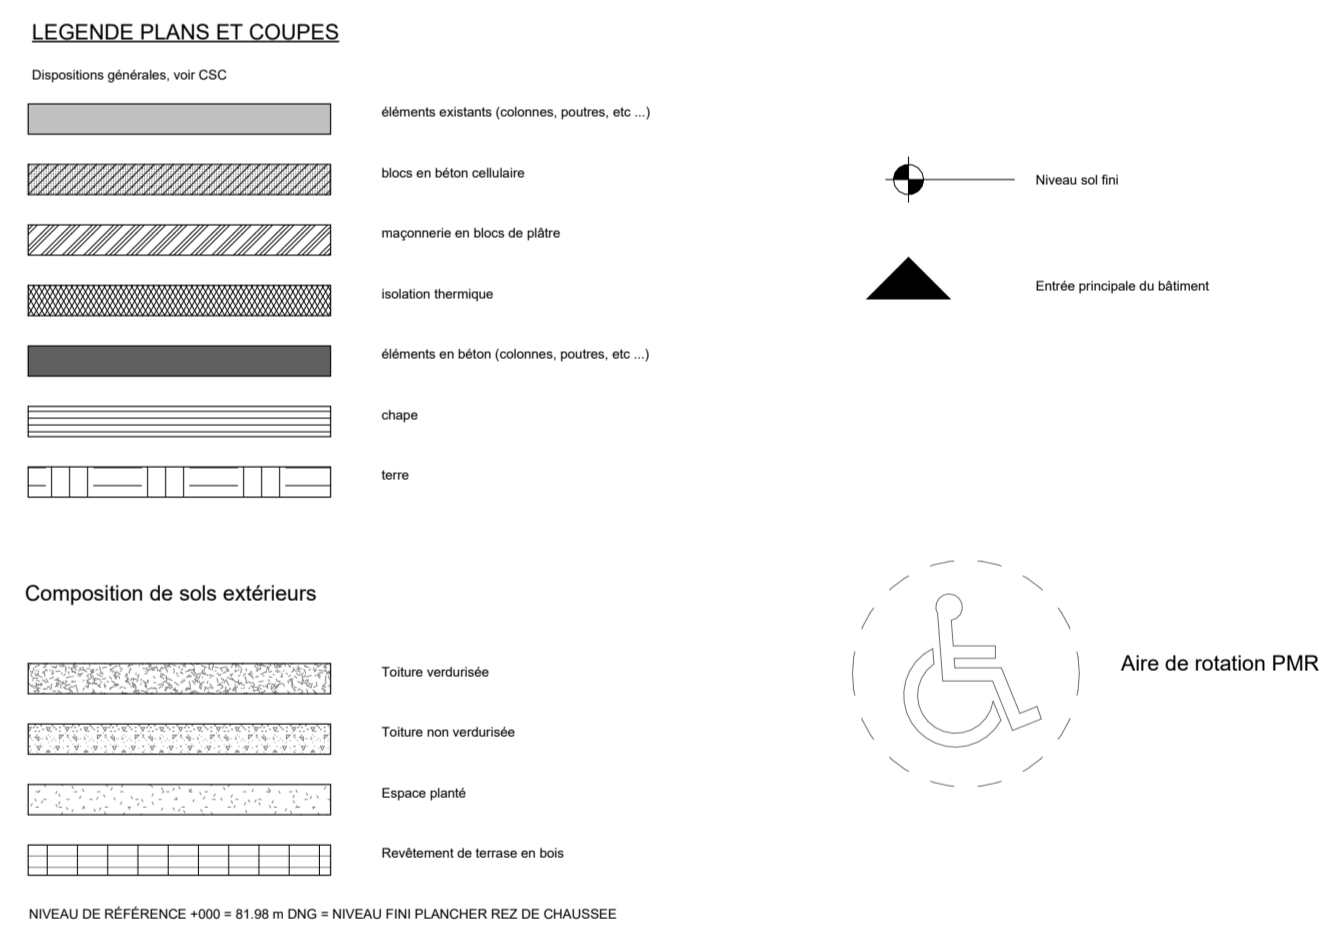 LEGENDE PLANS ET COUPES
Dispositions générales, voir CSC
éléments existants (colonnes, poutres, etc ...)
blocs en béton cellulaire
maçonnerie en blocs de plâtre
isolation thermique
éléments en béton (colonnes, poutres, etc ...)
chape
terre
Niveau sol fini
Entrée principale du bâtiment
Composition de sols extérieurs
Toiture verdurisée
Toiture non verdurisée
Espace planté
Revêtement de terrase en bois
Aire de rotation PMR
NIVEAU DE RÉFÉRENCE +000 = 81.98 m DNG = NIVEAU FINI PLANCHER REZ DE CHAUSSEE